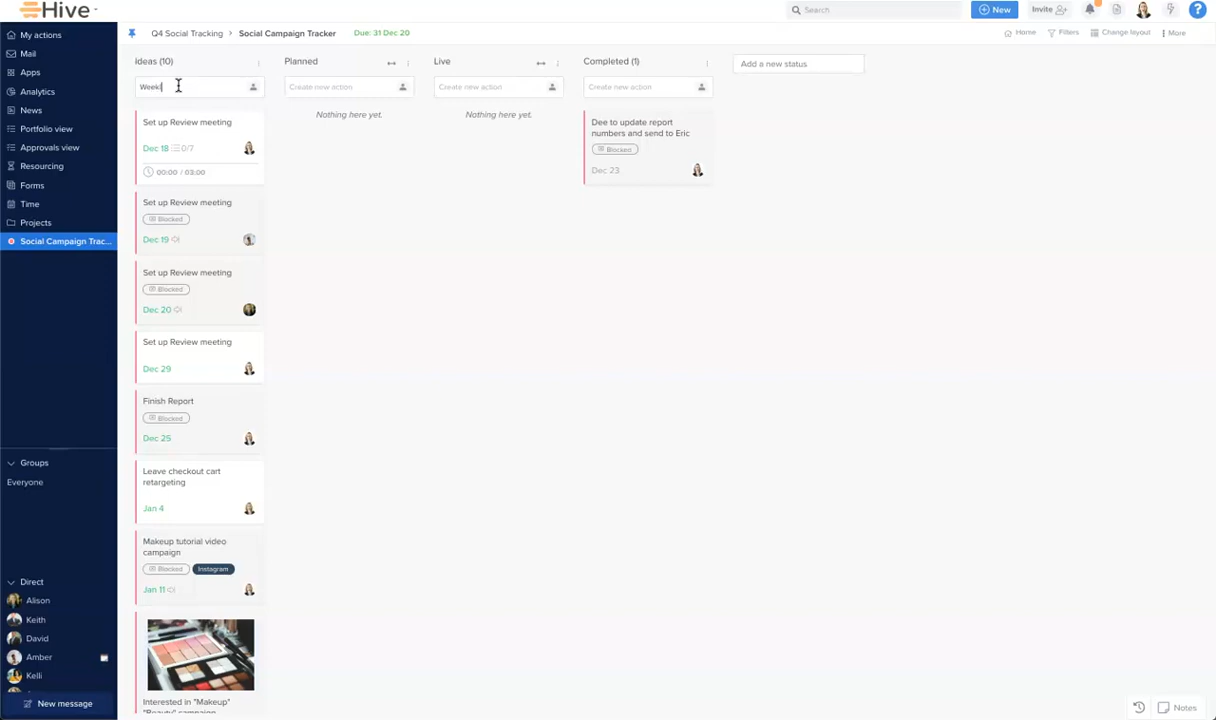 Hive
Search
New
Invite
?
My actions
Mail
Apps
Analytics
News
Portfolio view
Approvals view
Resourcing
Forms
Time
Projects
Social Campaign Trac...
Groups
Everyone
Direct
Alison
Keith
David
Amber
Kelli
New message
Q4 Social Tracking > Social Campaign Tracker Due: 31 Dec 20
Home
Filters
Change layout
More
Ideas (10)
Weekl
Set up Review meeting
Dec 18 0/7
00:00 / 03:00
Set up Review meeting
Blocked
Dec 19
Set up Review meeting
Blocked
Dec 20
Set up Review meeting
Dec 29
Finish Report
Blocked
Dec 25
Leave checkout cart
retargeting
Jan 4
Makeup tutorial video
campaign
Blocked Instagram
Jan 11
Interested in "Makeup"
"Beauty" campaign
Planned
Create new action
Nothing here yet.
Live
Create new action
Nothing here yet.
Completed (1)
Create new action
Dee to update report
numbers and send to Eric
Blocked
Dec 23
Add a new status
Notes